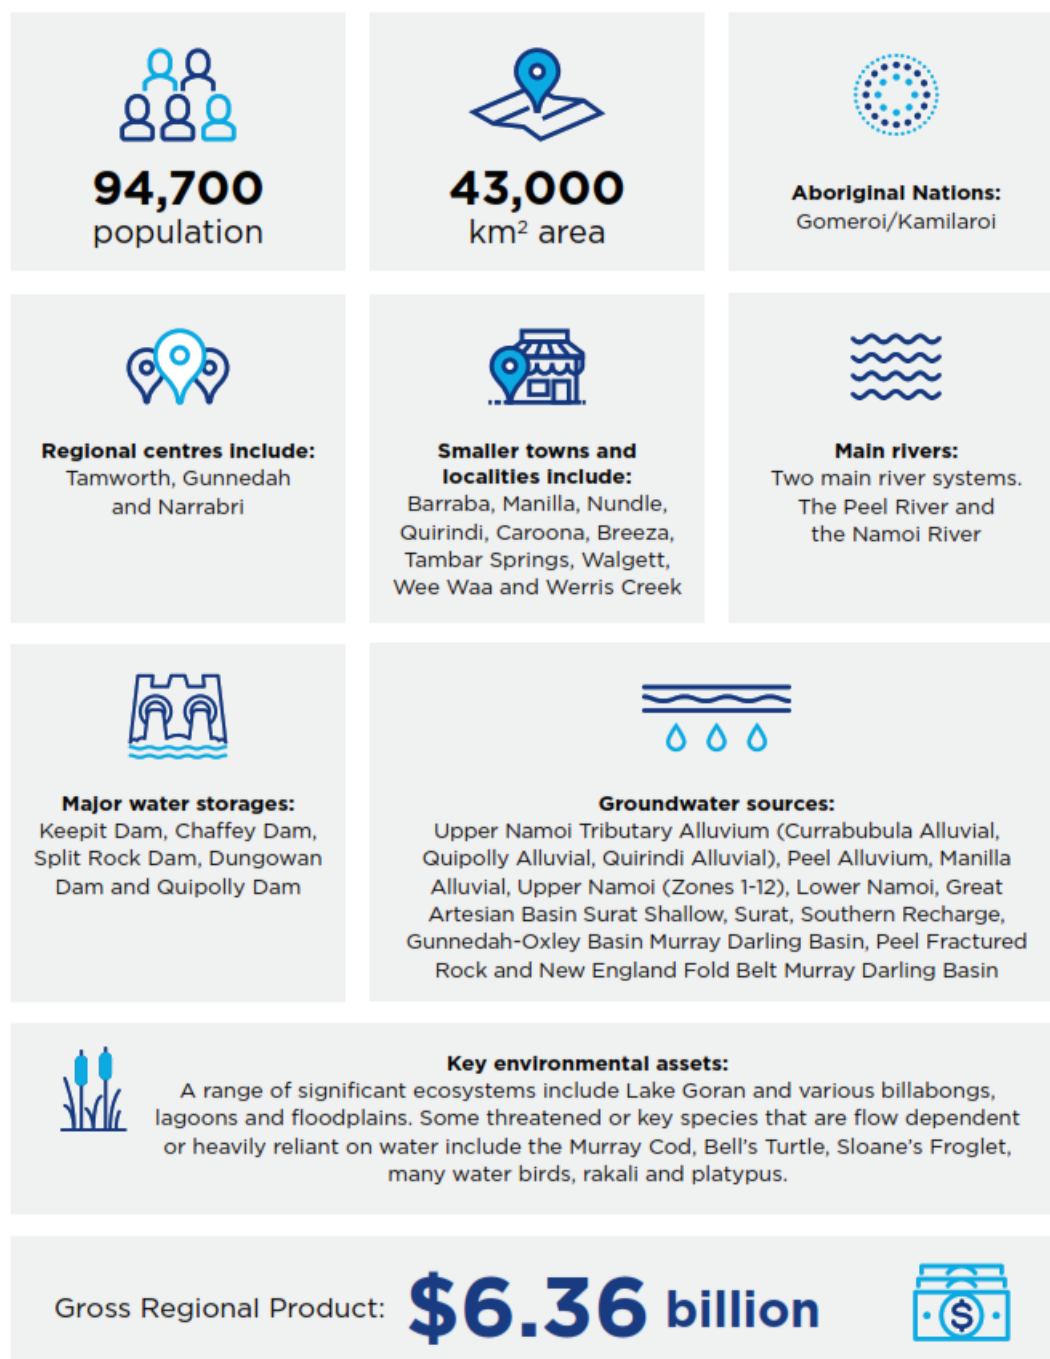 94,700
population
43,000
km² area
Aboriginal Nations:
Gomeroi/Kamilaroi
Regional centres include:
Tamworth, Gunnedah
and Narrabri
Smaller towns and
localities include:
Barraba, Manilla, Nundle,
Quirindi, Caroona, Breeza,
Tambar Springs, Walgett,
Wee Waa and Werris Creek
Main rivers:
Two main river systems.
The Peel River and
the Namoi River
Major water storages:
Keepit Dam, Chaffey Dam,
Split Rock Dam, Dungowan
Dam and Quipolly Dam
Groundwater sources:
Upper Namoi Tributary Alluvium (Currabubula Alluvial,
Quipolly Alluvial, Quirindi Alluvial), Peel Alluvium, Manilla
Alluvial, Upper Namoi (Zones 1-12), Lower Namoi, Great
Artesian Basin Surat Shallow, Surat, Southern Recharge,
Gunnedah-Oxley Basin Murray Darling Basin, Peel Fractured
Rock and New England Fold Belt Murray Darling Basin
Key environmental assets:
A range of significant ecosystems include Lake Goran and various billabongs,
lagoons and floodplains. Some threatened or key species that are flow dependent
or heavily reliant on water include the Murray Cod, Bell's Turtle, Sloane's Froglet,
many water birds, rakali and platypus.
Gross Regional Product: $6.36 billion
$